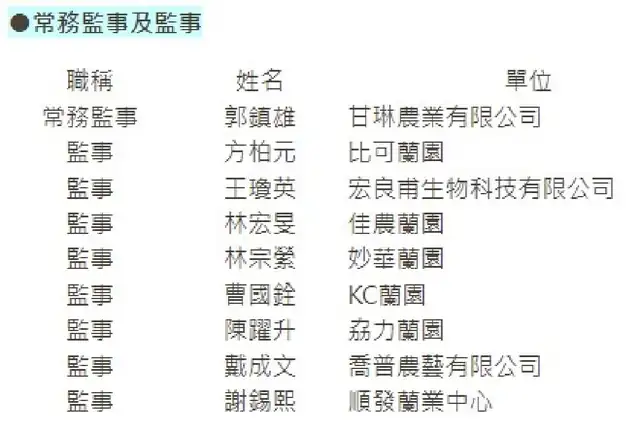 ●常務監事及監事
職稱 姓名 單位
常務監事 郭鎮雄 甘琳農業有限公司
監事 方柏元 比可蘭園
監事 王瓊英 宏良甫生物科技有限公司
監事 林宏旻 佳農蘭園
監事 林宗縈 妙華蘭園
監事 曹國銓 KC蘭園
監事 陳躍升 劦力蘭園
監事 戴成文 喬普農藝有限公司
監事 謝錫熙 順發蘭業中心